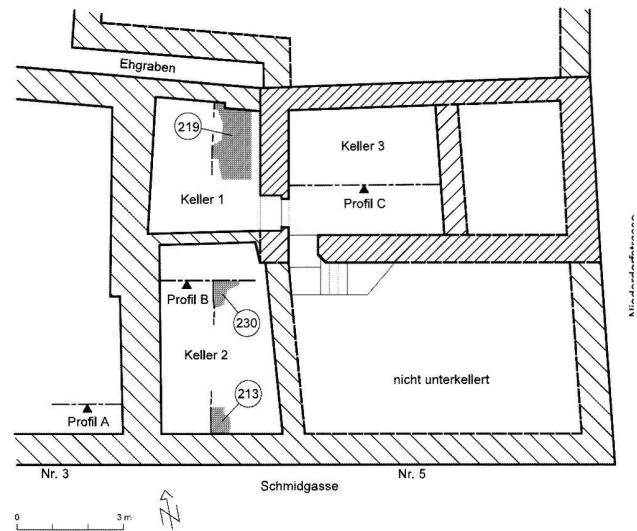 Ehgraben
219
Keller 1
Keller 3
Profil C
Niederdorfstrasse
Profil B
230
Keller 2
nicht unterkellert
213
Profil A
Nr. 3
Nr. 5
Schmidgasse
0
3 m
N